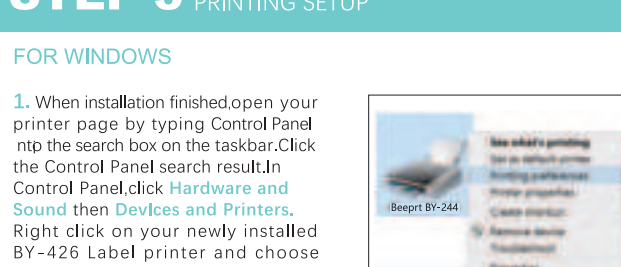 STEP 3 PRINTING SETUP
FOR WINDOWS
1. When installation finished,open your
printer page by typing Control Panel
ntp the search box on the taskbar.Click
the Control Panel search result.In
Control Panel,click Hardware and
Sound then DevIces and Printers.
Right click on your newly installed
BY-426 Label printer and choose
See what's printing
Set as default printer
Printing preferences
Printer properties
Create shortcut
Remove device
Troubleshoot
Properties
Beeprt BY-244